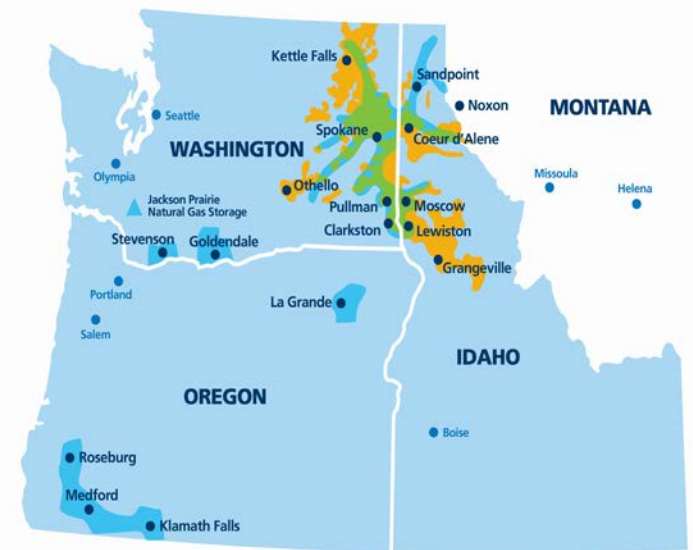 Kettle Falls
Sandpoint
Noxon
MONTANA
Seattle
Spokane
Coeur d'Alene
WASHINGTON
Olympia
Othello
Missoula
Helena
Jackson Prairie
Natural Gas Storage
Pullman
Moscow
Clarkston
Lewiston
Stevenson
Goldendale
Grangeville
Portland
La Grande
Salem
IDAHO
OREGON
Boise
Roseburg
Medford
Klamath Falls